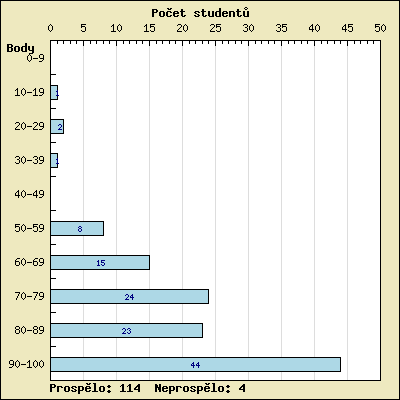 Počet studentů
0 5 10 15 20 25 30 35 40 45 50
Body
0-9
10-19 1
20-29 2
30-39 1
40-49
50-59 8
60-69 15
70-79 24
80-89 23
90-100 44
Prospělo: 114 Neprospělo: 4